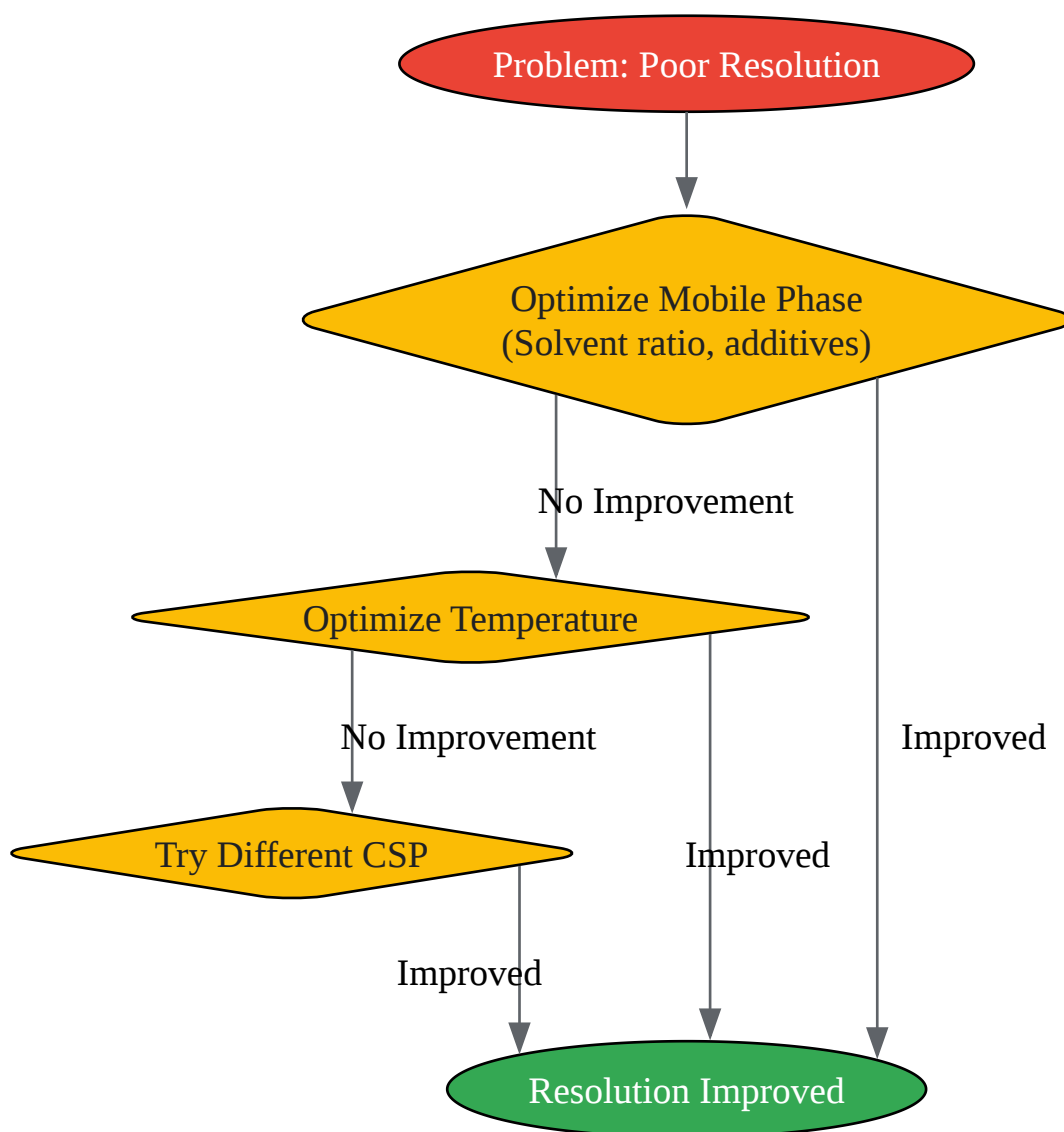 Problem: Poor Resolution
Optimize Mobile Phase
(Solvent ratio, additives)
No Improvement
Optimize Temperature
No Improvement
Improved
Try Different CSP
Improved
Improved
Resolution Improved